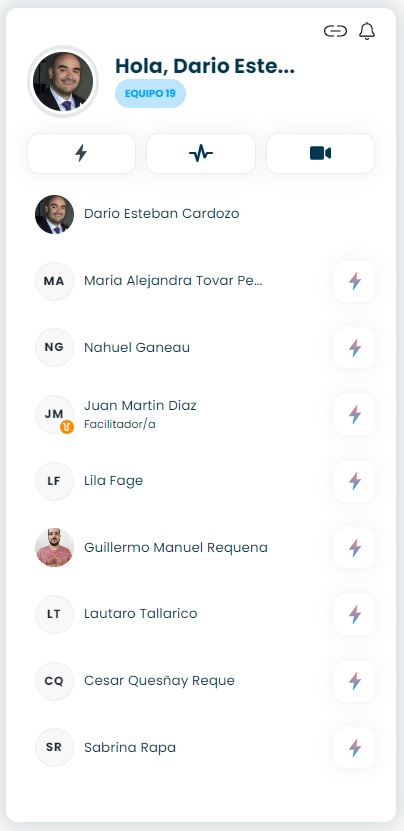 Hola, Dario Este...
EQUIPO 19
Dario Esteban Cardozo
MA Maria Alejandra Tovar Pe...
NG Nahuel Ganeau
JM Juan Martin Diaz
Facilitador/a
LF Lila Fage
Guillermo Manuel Requena
LT Lautaro Tallarico
CQ Cesar Quesñay Reque
SR Sabrina Rapa